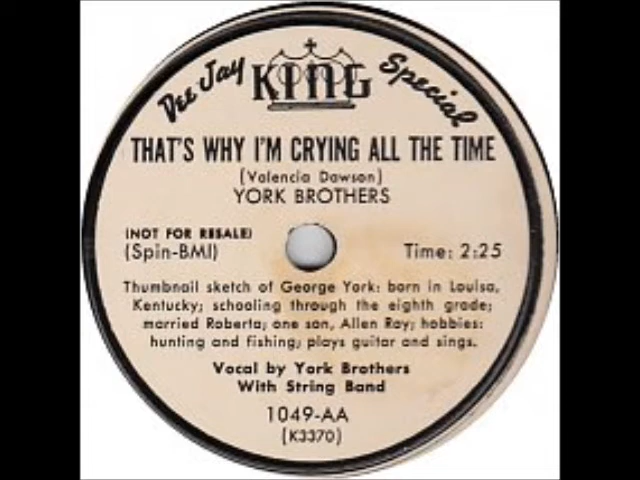 Dee Jay KING Special
THAT'S WHY I'M CRYING ALL THE TIME
(Valencia Dawson)
YORK BROTHERS
(NOT FOR RESALE)
(Spin-BMI) Time: 2:25
Thumbnail sketch of George York: born in Louisa,
Kentucky; schooling through the eighth grade;
married Roberta; one son, Allen Ray; hobbies:
hunting and fishing; plays guitar and sings.
Vocal by York Brothers
With String Band
1049-AA
(K3370)